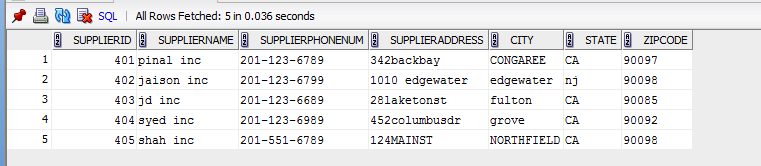 SQL | All Rows Fetched: 5 in 0.036 seconds
SUPPLIERID SUPPLIERNAME SUPPLIERPHONENUM SUPPLIERADDRESS CITY STATE ZIPCODE
1 401 pinal inc 201-123-6789 342backbay CONGAREE CA 90097
2 402 jaison inc 201-123-6799 1010 edgewater edgewater nj 90098
3 403 jd inc 201-123-6689 28laketonst fulton CA 90085
4 404 syed inc 201-123-6989 452columbusdr grove CA 90092
5 405 shah inc 201-551-6789 124MAINST NORTHFIELD CA 90098